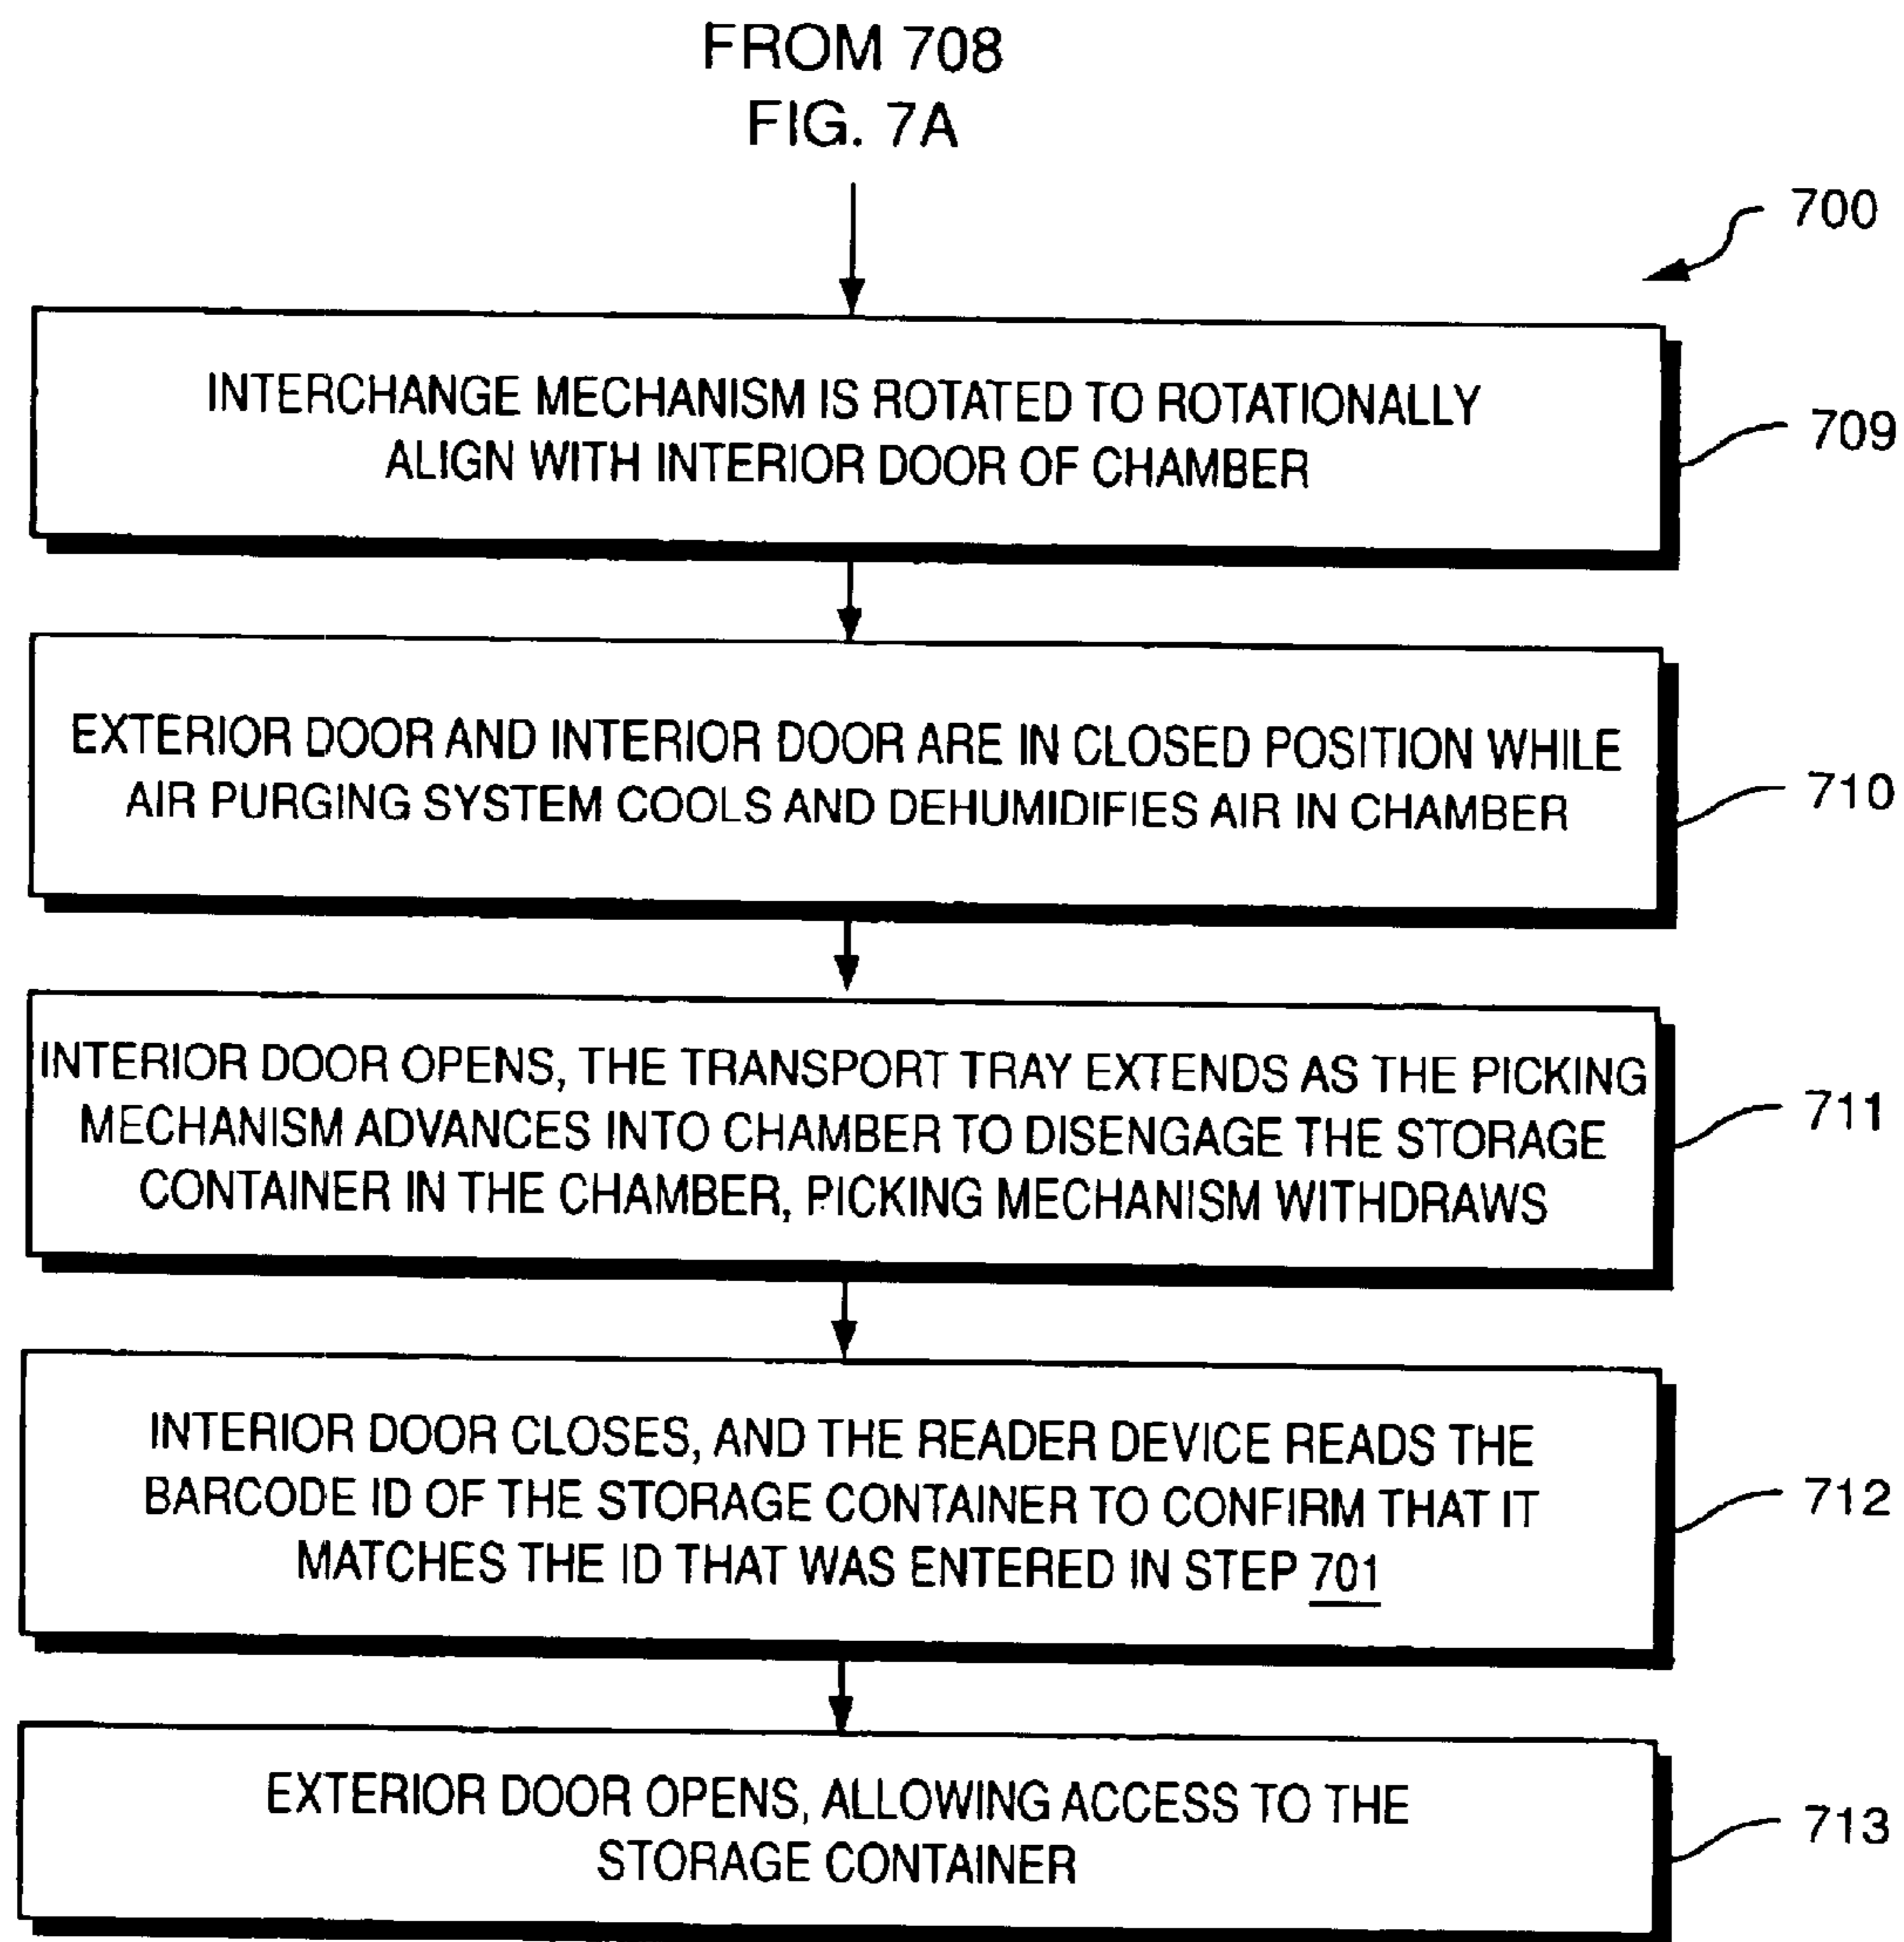 FROM 708
FIG. 7A
700
INTERCHANGE MECHANISM IS ROTATED TO ROTATIONALLY
ALIGN WITH INTERIOR DOOR OF CHAMBER
709
EXTERIOR DOOR AND INTERIOR DOOR ARE IN CLOSED POSITION WHILE
AIR PURGING SYSTEM COOLS AND DEHUMIDIFIES AIR IN CHAMBER
710
INTERIOR DOOR OPENS, THE TRANSPORT TRAY EXTENDS AS THE PICKING
MECHANISM ADVANCES INTO CHAMBER TO DISENGAGE THE STORAGE
CONTAINER IN THE CHAMBER, PICKING MECHANISM WITHDRAWS
711
INTERIOR DOOR CLOSES, AND THE READER DEVICE READS THE
BARCODE ID OF THE STORAGE CONTAINER TO CONFIRM THAT IT
MATCHES THE ID THAT WAS ENTERED IN STEP 701
712
EXTERIOR DOOR OPENS, ALLOWING ACCESS TO THE
STORAGE CONTAINER
713